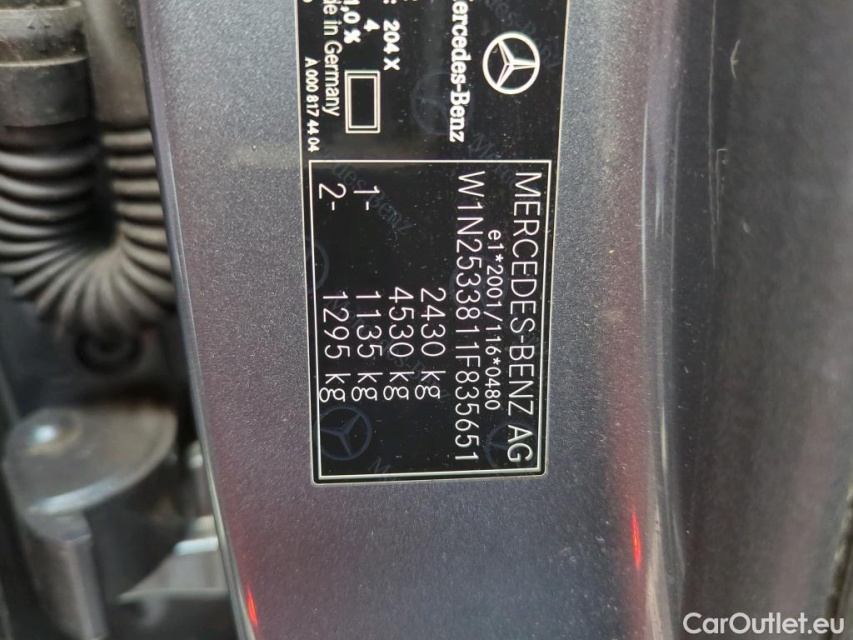 Mercedes-Benz
204 X
4
1,0 %
Made in Germany
A 000 817 44 04
MERCEDES-BENZ AG
e1*2001/116*0480
W1N2533811F835651
2430 kg
4530 kg
1- 1135 kg
2- 1295 kg
CarOutlet.eu